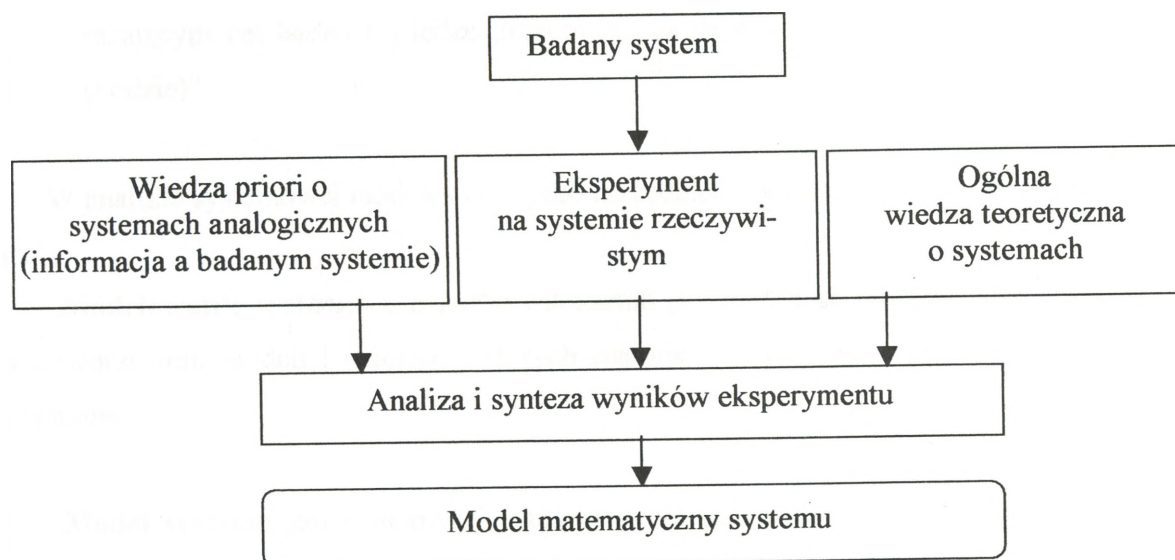 Badany system
Wiedza priori o
systemach analogicznych
(informacja a badanym systemie)
Eksperyment
na systemie rzeczywi-
stym
Ogólna
wiedza teoretyczna
o systemach
Analiza i synteza wyników eksperymentu
Model matematyczny systemu